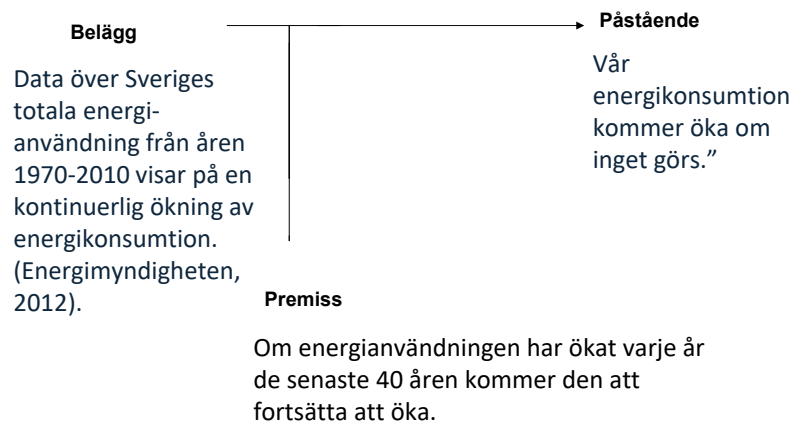 Belägg
Data över Sveriges
totala energi-
användning från åren
1970-2010 visar på en
kontinuerlig ökning av
energikonsumtion.
(Energimyndigheten,
2012).
Påstående
Vår
energikonsumtion
kommer öka om
inget görs.”
Premiss
Om energianvändningen har ökat varje år
de senaste 40 åren kommer den att
fortsätta att öka.